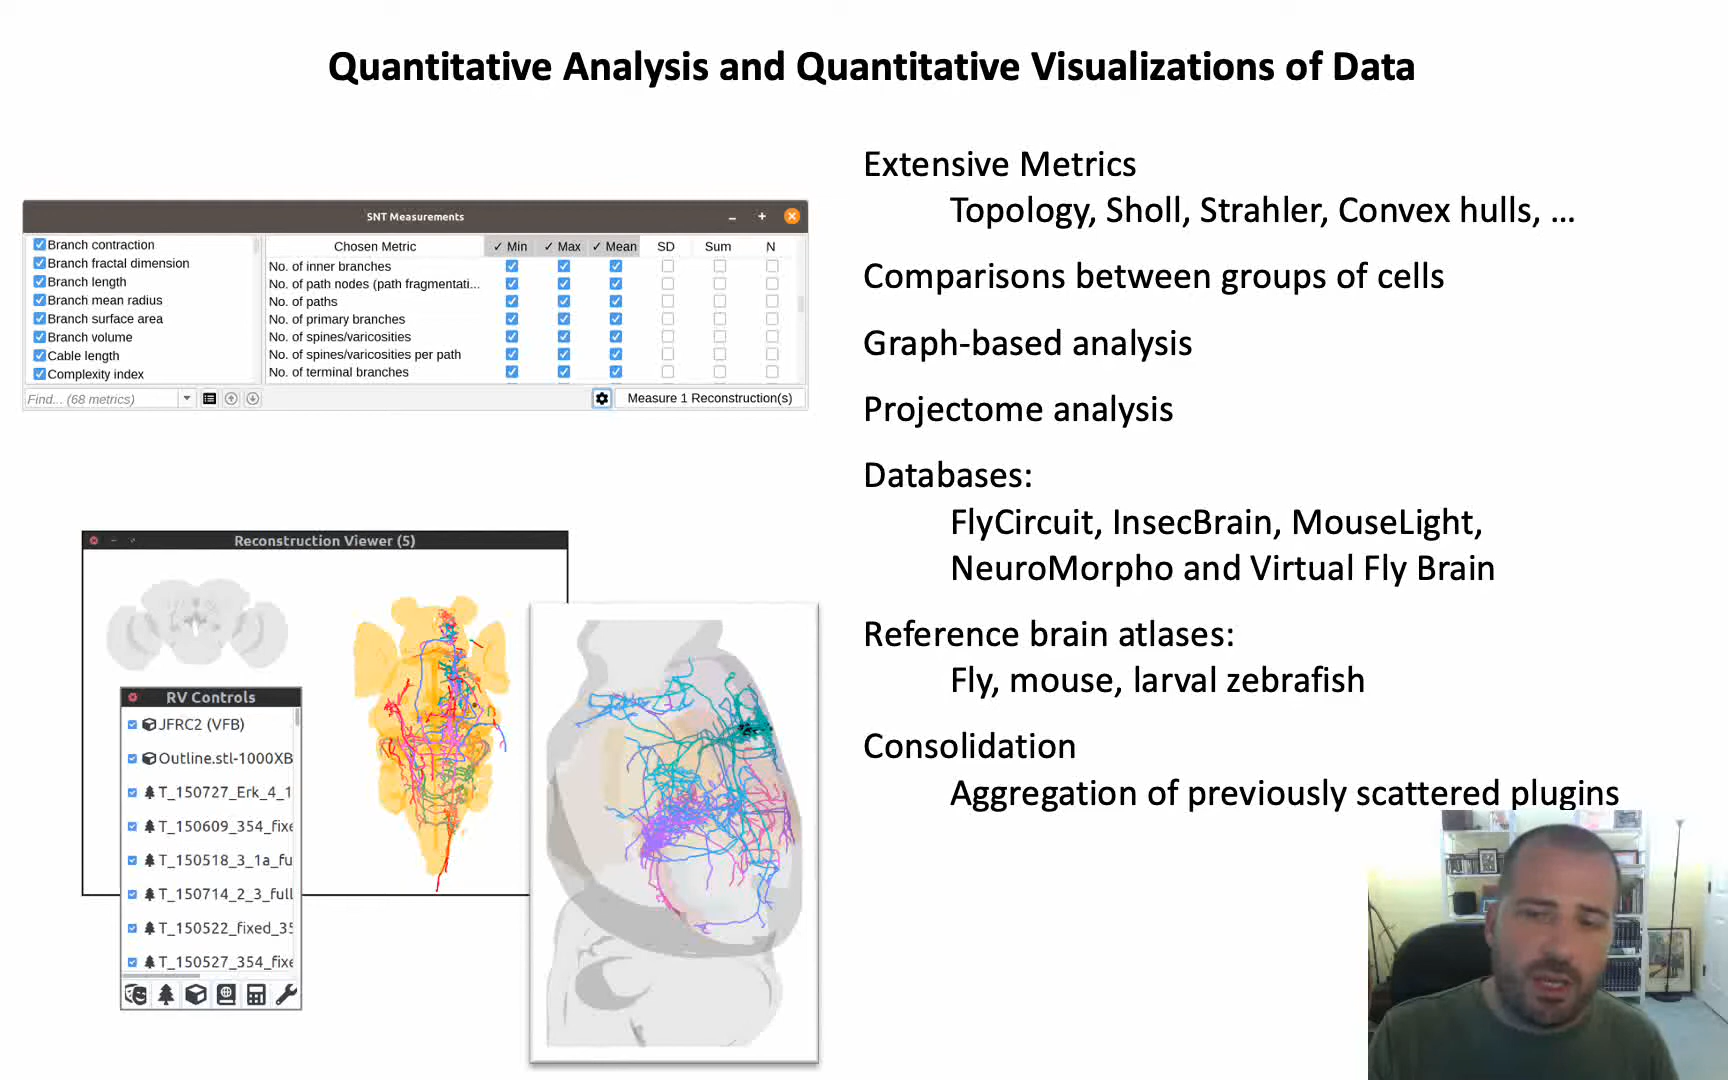 Quantitative Analysis and Quantitative Visualizations of Data
SNT Measurements
Branch contraction
Branch fractal dimension
Branch length
Branch mean radius
Branch surface area
Branch volume
Cable length
Complexity index
Chosen Metric ✓ Min ✓ Max ✓ Mean SD Sum N
No. of inner branches
No. of path nodes (path fragmentati...
No. of paths
No. of primary branches
No. of spines/varicosities
No. of spines/varicosities per path
No. of terminal branches
Find... (68 metrics)
Measure 1 Reconstruction(s)
Reconstruction Viewer (5)
RV Controls
JFRC2 (VFB)
Outline.stl-1000XB
T_150727_Erk_4_1
T_150609_354_fixe
T_150518_3_1a_fu
T_150714_2_3_full
T_150522_fixed_35
T_150527_354_fixe
Extensive Metrics
Topology, Sholl, Strahler, Convex hulls, ...
Comparisons between groups of cells
Graph-based analysis
Projectome analysis
Databases:
FlyCircuit, InsecBrain, MouseLight,
NeuroMorpho and Virtual Fly Brain
Reference brain atlases:
Fly, mouse, larval zebrafish
Consolidation
Aggregation of previously scattered plugins